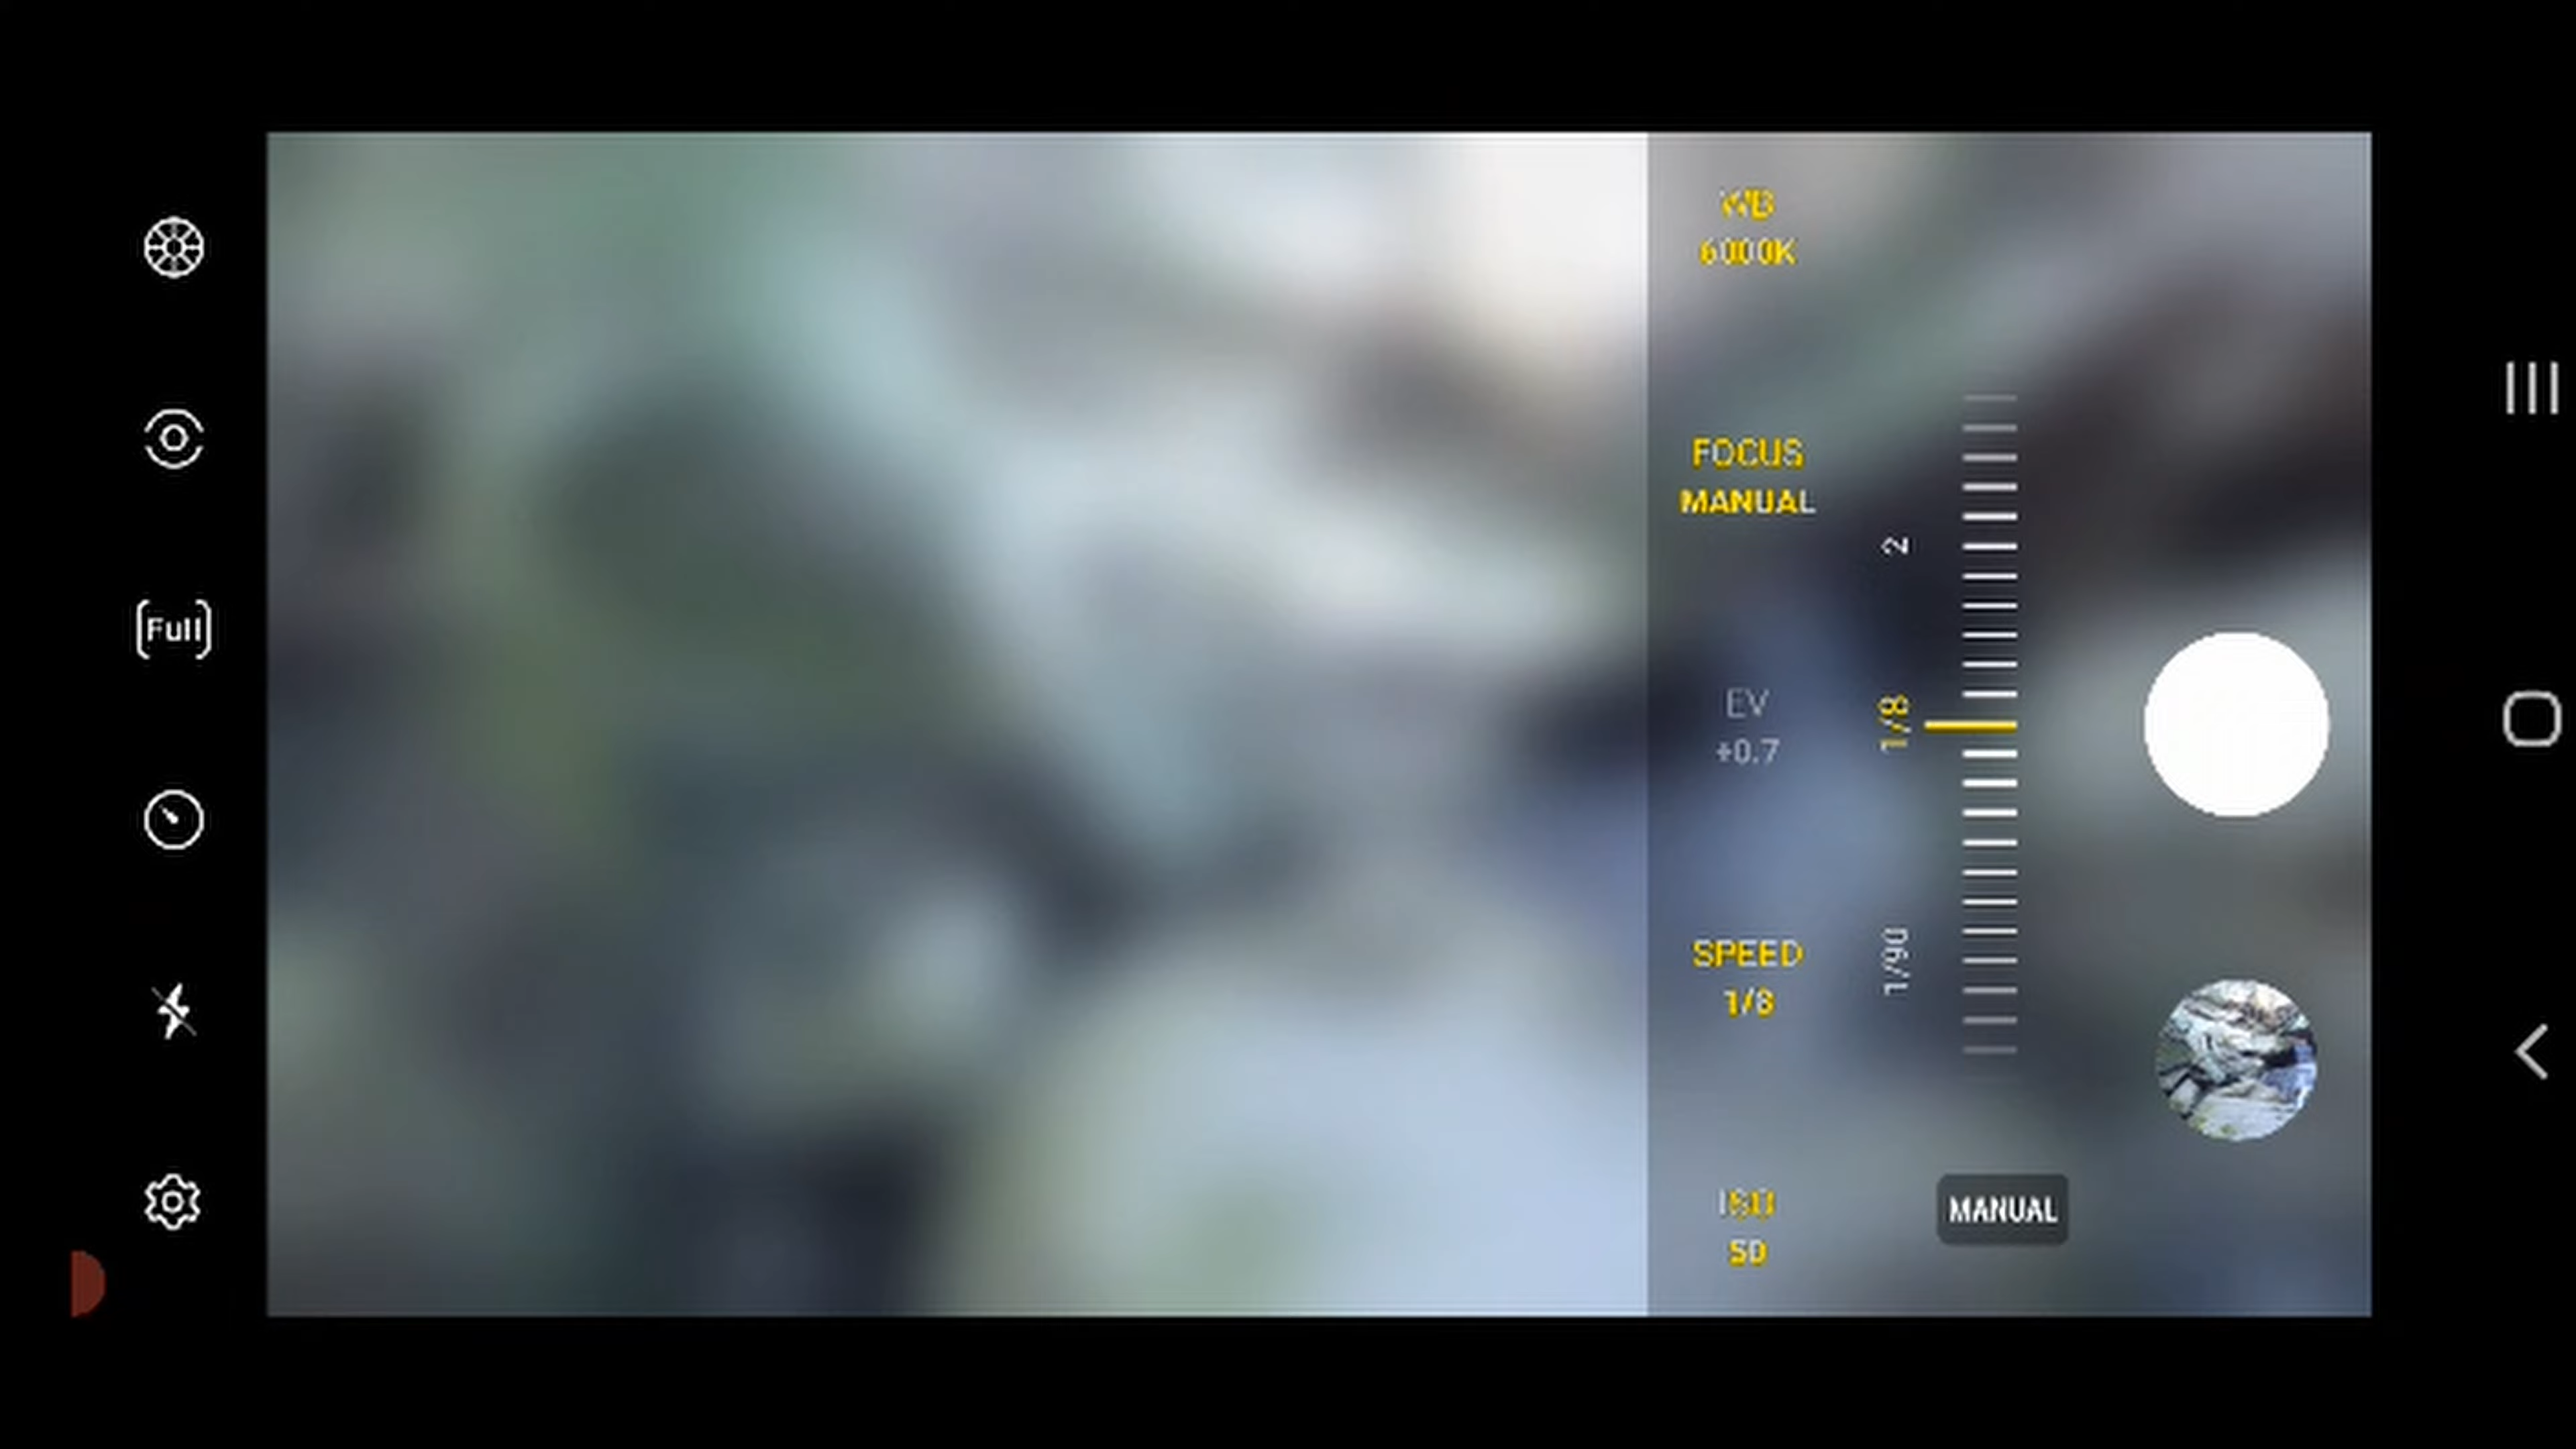 Full
WB
6000K
FOCUS
MANUAL
EV
+0.7
SPEED
1/8
ISO
50
2
1/8
1/90
MANUAL